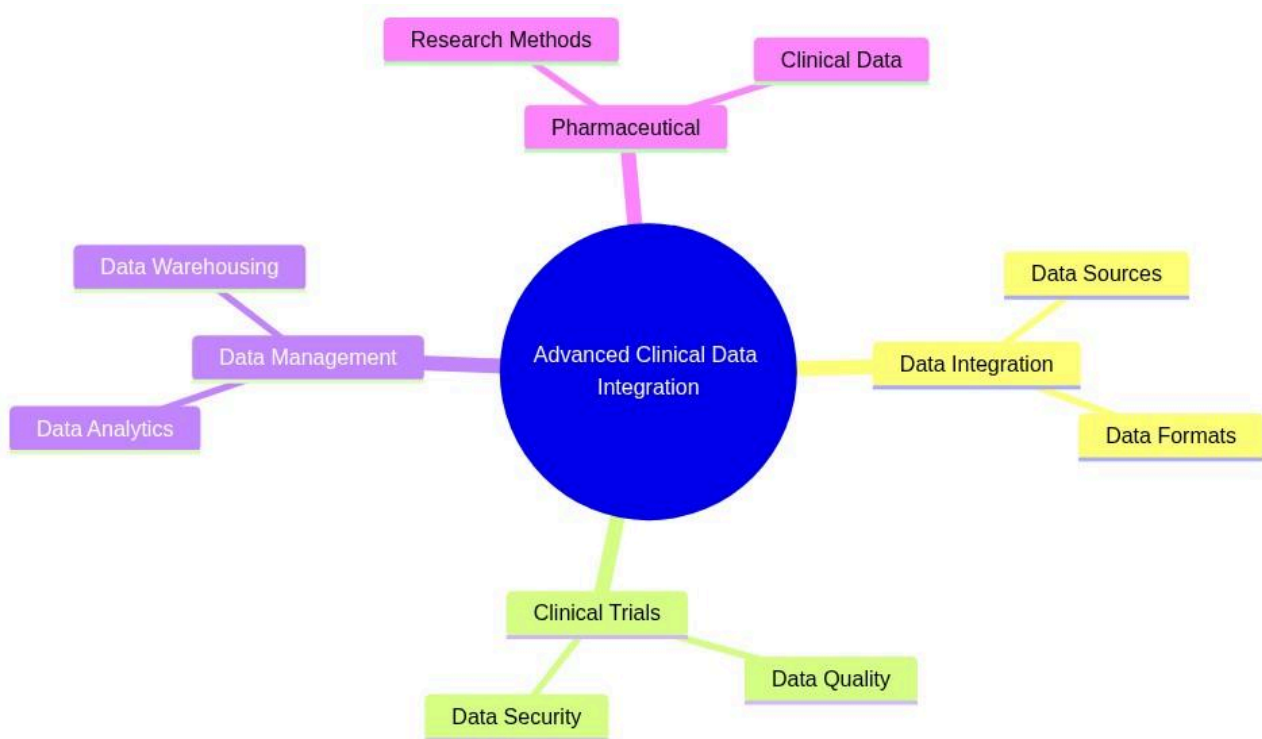 Research Methods
Clinical Data
Pharmaceutical
Data Warehousing
Data Sources
Data Management
Advanced Clinical Data
Integration
Data Integration
Data Analytics
Data Formats
Clinical Trials
Data Quality
Data Security